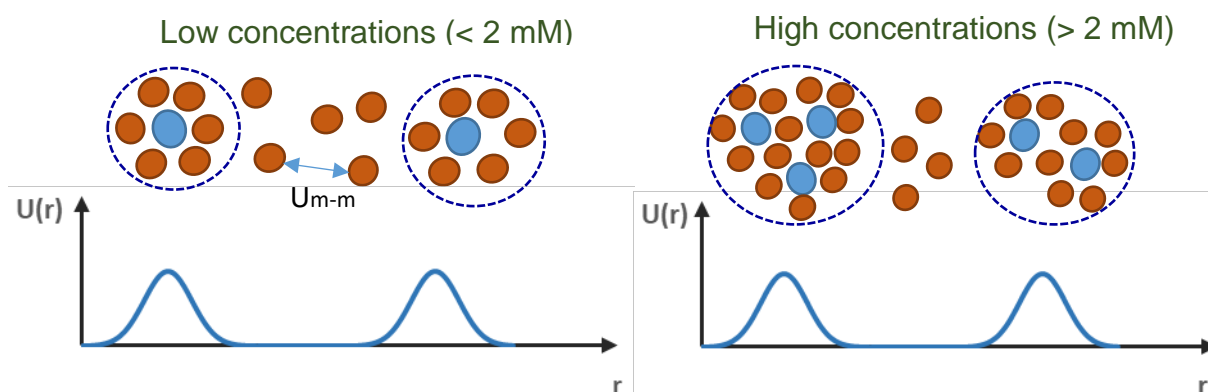 Low concentrations (< 2 mM)
High concentrations (> 2 mM)
Um-m
U(r)
U(r)
r
r